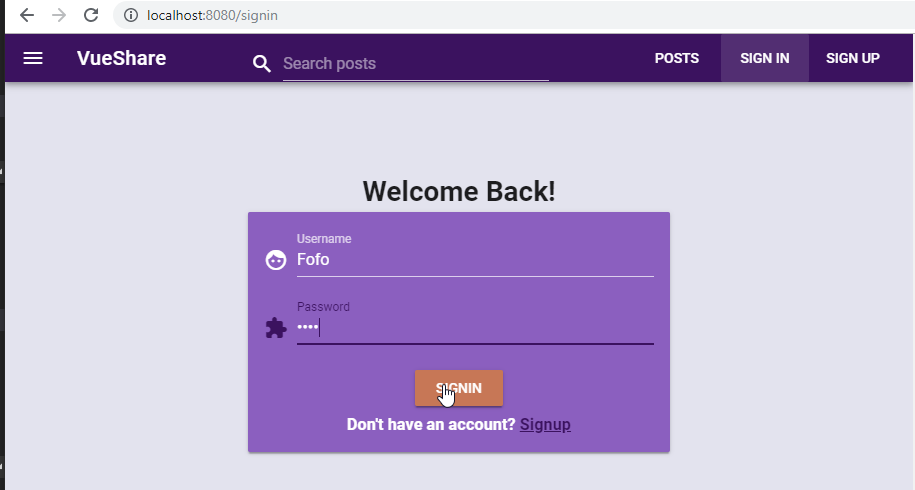 localhost:8080/signin
VueShare Search posts POSTS SIGN IN SIGN UP
Welcome Back!
Username
Fofo
Password
••••
SIGNIN
Don't have an account? Signup